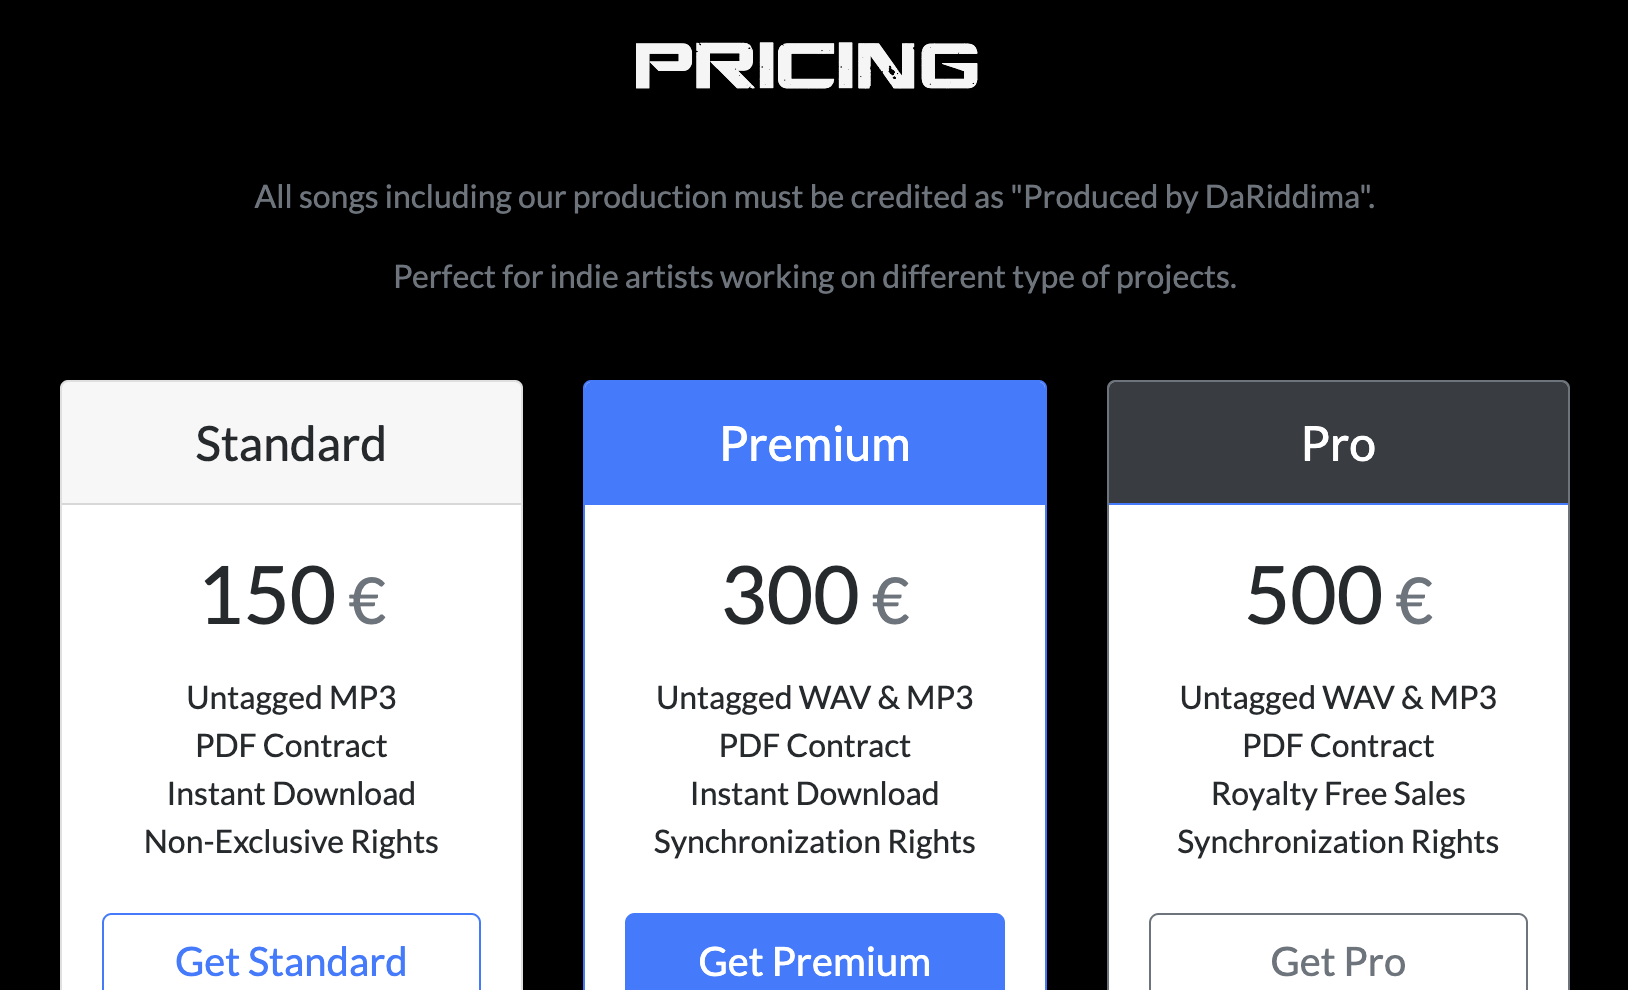 PRICING
All songs including our production must be credited as "Produced by DaRiddima".
Perfect for indie artists working on different type of projects.
Standard
150 €
Untagged MP3
PDF Contract
Instant Download
Non-Exclusive Rights
Get Standard
Premium
300 €
Untagged WAV & MP3
PDF Contract
Instant Download
Synchronization Rights
Get Premium
Pro
500 €
Untagged WAV & MP3
PDF Contract
Royalty Free Sales
Synchronization Rights
Get Pro